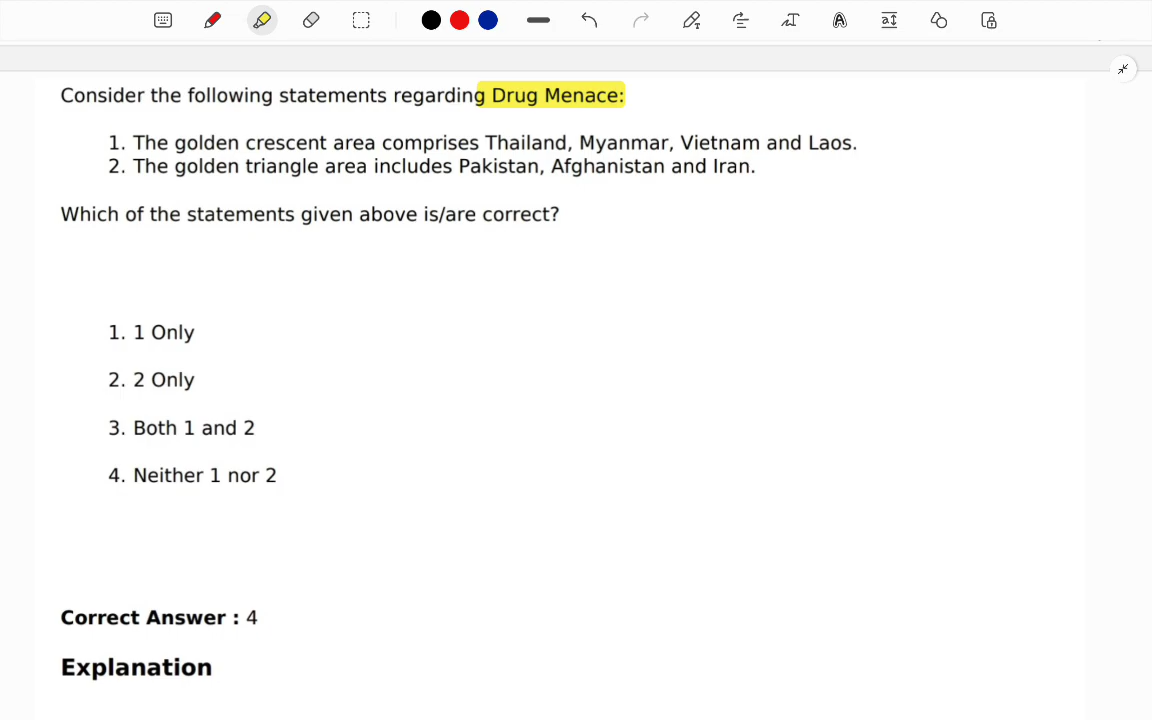 Consider the following statements regarding Drug Menace:
1. The golden crescent area comprises Thailand, Myanmar, Vietnam and Laos.
2. The golden triangle area includes Pakistan, Afghanistan and Iran.
Which of the statements given above is/are correct?
1. 1 Only
2. 2 Only
3. Both 1 and 2
4. Neither 1 nor 2
Correct Answer : 4
Explanation